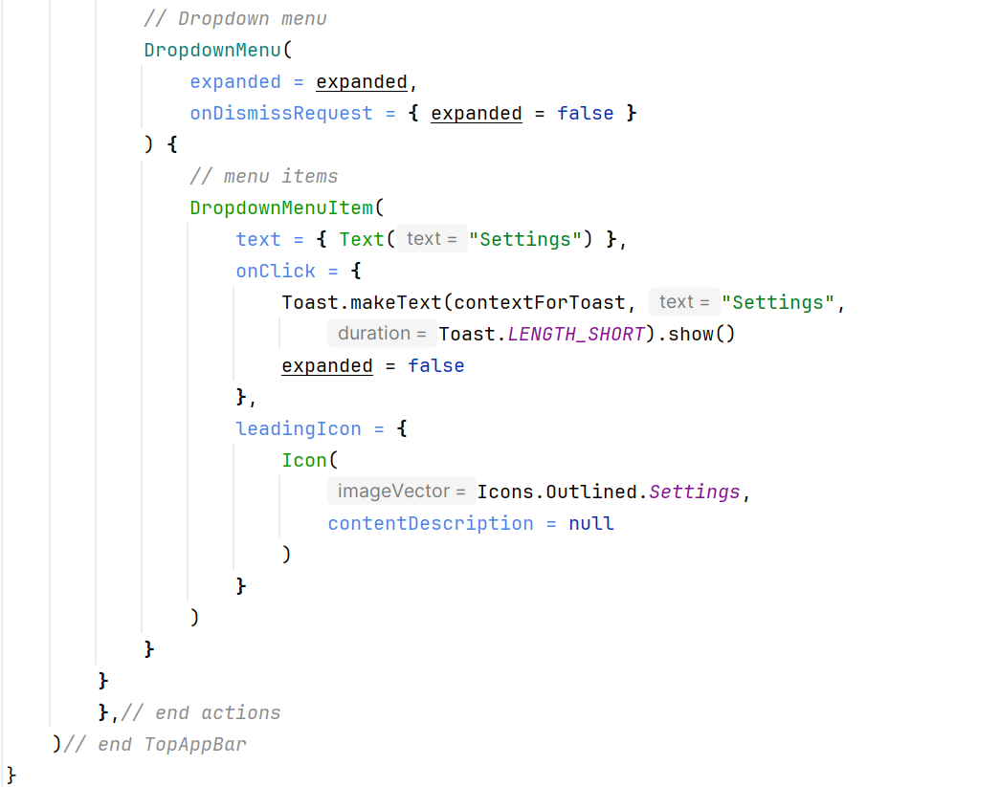 // Dropdown menu
DropdownMenu(
expanded = expanded,
onDismissRequest = { expanded = false }
) {
// menu items
DropdownMenuItem(
text = { Text( text = "Settings") },
onClick = {
Toast.makeText(contextForToast, text = "Settings",
duration = Toast.LENGTH_SHORT).show()
expanded = false
},
leadingIcon = {
Icon(
imageVector = Icons.Outlined.Settings,
contentDescription = null
)
}
)
}
}
},// end actions
)// end TopAppBar
}